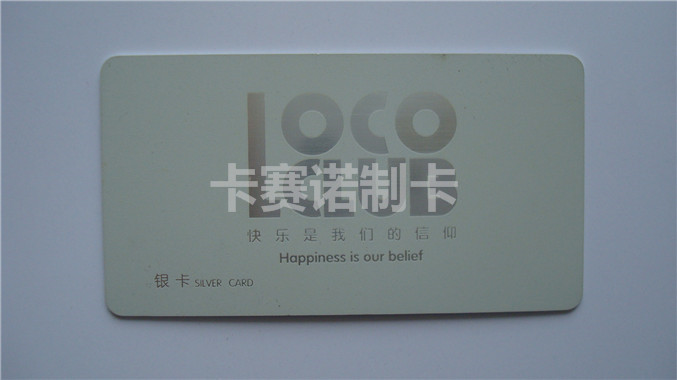 LOCO
CLUB
卡赛诺制卡
快乐是我们的信仰
Happiness is our belief
银卡 SILVER CARD